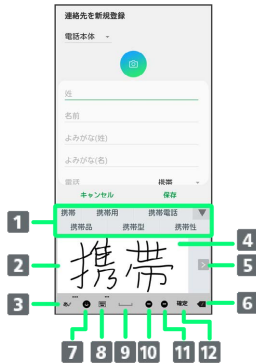 連絡先を新規登録
電話本体
姓
名前
よみがな(姓)
よみがな(名)
電話 携帯
キャンセル 保存
携帯 携帯用 携帯電話
携帯品 携帯型 携帯性
1
携帯
4
2
5
3
あ/ 確定
6
7 8 9 10 11 12